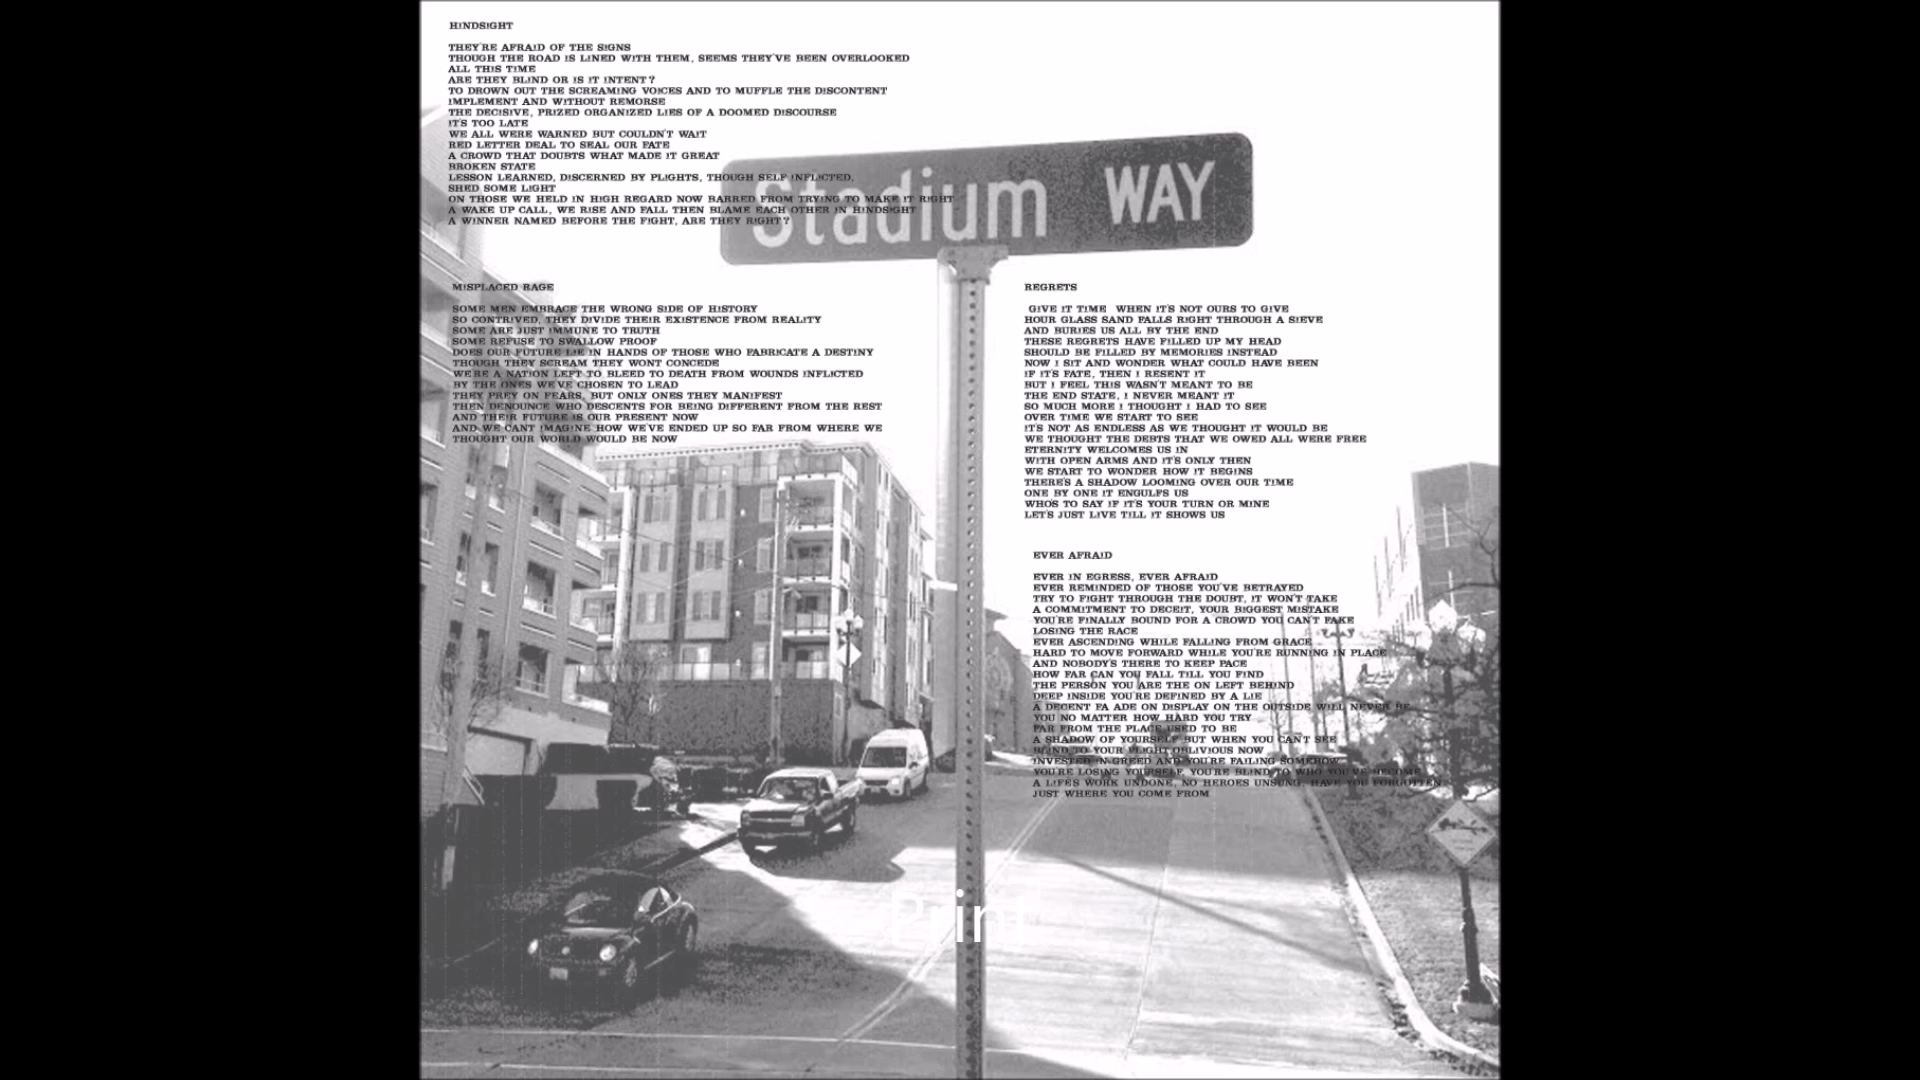 HINDSIGHT
THEY'RE AFRAID OF THE SIGNS
THOUGH THE ROAD IS LINED WITH THEM, SEEMS THEY'VE BEEN OVERLOOKED
ALL THIS TIME
ARE THEY BLIND OR IS IT INTENT?
TO DROWN OUT THE SCREAMING VOICES AND TO MUFFLE THE DISCONTENT
IMPLEMENT AND WITHOUT REMORSE
THE DECISIVE, PRIZED ORGANIZED LIES OF A DOOMED DISCOURSE
IT'S TOO LATE
WE ALL WERE WARNED BUT COULDN'T WAIT
RED LETTER DEAL TO SEAL OUR FATE
A CROWD THAT DOUBTS WHAT MADE IT GREAT
BROKEN STATE
LESSON LEARNED, DISCERNED BY PLIGHTS, THOUGH SELF INFLICTED.
SHED SOME LIGHT
ON THOSE WE HELD IN HIGH REGARD NOW BARRED FROM TRYING TO MAKE IT RIGHT
A WAKE UP CALL, WE RISE AND FALL THEN BLAME EACH OTHER IN HINDSIGHT
A WINNER NAMED BEFORE THE FIGHT, ARE THEY RIGHT?
Stadium WAY
MISPLACED RAGE
SOME MEN EMBRACE THE WRONG SIDE OF HISTORY
SO CONTRIVED, THEY DIVIDE THEIR EXISTENCE FROM REALITY
SOME ARE JUST IMMUNE TO TRUTH
SOME REFUSE TO SWALLOW PROOF
DOES OUR FUTURE LIE IN HANDS OF THOSE WHO FABRICATE A DESTINY
THOUGH THEY SCREAM THEY WONT CONCEDE
WE'RE A NATION LEFT TO BLEED TO DEATH FROM WOUNDS INFLICTED
BY THE ONES WE'VE CHOSEN TO LEAD
THEY PREY ON FEARS, BUT ONLY ONES THEY MANIFEST
THEN DENOUNCE WHO DESCENTS FOR BEING DIFFERENT FROM THE REST
AND THEIR FUTURE IS OUR PRESENT NOW
AND WE CANT IMAGINE HOW WE'VE ENDED UP SO FAR FROM WHERE WE
THOUGHT OUR WORLD WOULD BE NOW
REGRETS
GIVE IT TIME WHEN IT'S NOT OURS TO GIVE
HOUR GLASS SAND FALLS RIGHT THROUGH A SIEVE
AND BURIES US ALL BY THE END
THESE REGRETS HAVE FILLED UP MY HEAD
SHOULD BE FILLED BY MEMORIES INSTEAD
NOW I SIT AND WONDER WHAT COULD HAVE BEEN
IF IT'S FATE, THEN I RESENT IT
BUT I FEEL THIS WASN'T MEANT TO BE
THE END STATE, I NEVER MEANT IT
SO MUCH MORE I THOUGHT I HAD TO SEE
OVER TIME WE START TO SEE
IT'S NOT AS ENDLESS AS WE THOUGHT IT WOULD BE
WE THOUGHT THE DEBTS THAT WE OWED ALL WERE FREE
ETERNITY WELCOMES US IN
WITH OPEN ARMS AND IT'S ONLY THEN
WE START TO WONDER HOW IT BEGINS
THERE'S A SHADOW LOOMING OVER OUR TIME
ONE BY ONE IT ENGULFS US
WHO'S TO SAY IF IT'S YOUR TURN OR MINE
LET'S JUST LIVE TILL IT SHOWS US
EVER AFRAID
EVER IN EGRESS, EVER AFRAID
EVER REMINDED OF THOSE YOU'VE BETRAYED
TRY TO FIGHT THROUGH THE DOUBT, IT WON'T TAKE
A COMMITMENT TO DECEIT, YOUR BIGGEST MISTAKE
YOU'RE FINALLY BOUND FOR A CROWD YOU CAN'T FAKE
LOSING THE RACE
EVER ASCENDING WHILE FALLING FROM GRACE
HARD TO MOVE FORWARD WHILE YOU'RE RUNNING IN PLACE
AND NOBODY'S THERE TO KEEP PACE
HOW FAR CAN YOU FALL TILL YOU FIND
THE PERSON YOU ARE THE ON LEFT BEHIND
DEEP INSIDE YOU'RE DEFINED BY A LIE
A DECENT FA ADE ON DISPLAY ON THE OUTSIDE WILL NEVER BE
YOU NO MATTER HOW HARD YOU TRY
FAR FROM THE PLACE USED TO BE
A SHADOW OF YOURSELF BUT WHEN YOU CAN'T SEE
BLIND TO YOUR PLIGHT OBLIVIOUS NOW
INVESTED IN GREED AND YOU'RE FAILING SOMEHOW
YOU'RE LOSING YOURSELF, YOU'RE BLIND TO WHO YOU'VE BECOME
A LIFE'S WORK UNDONE, NO HEROES UNSUNG, HAVE YOU FORGOTTEN
JUST WHERE YOU COME FROM
Print